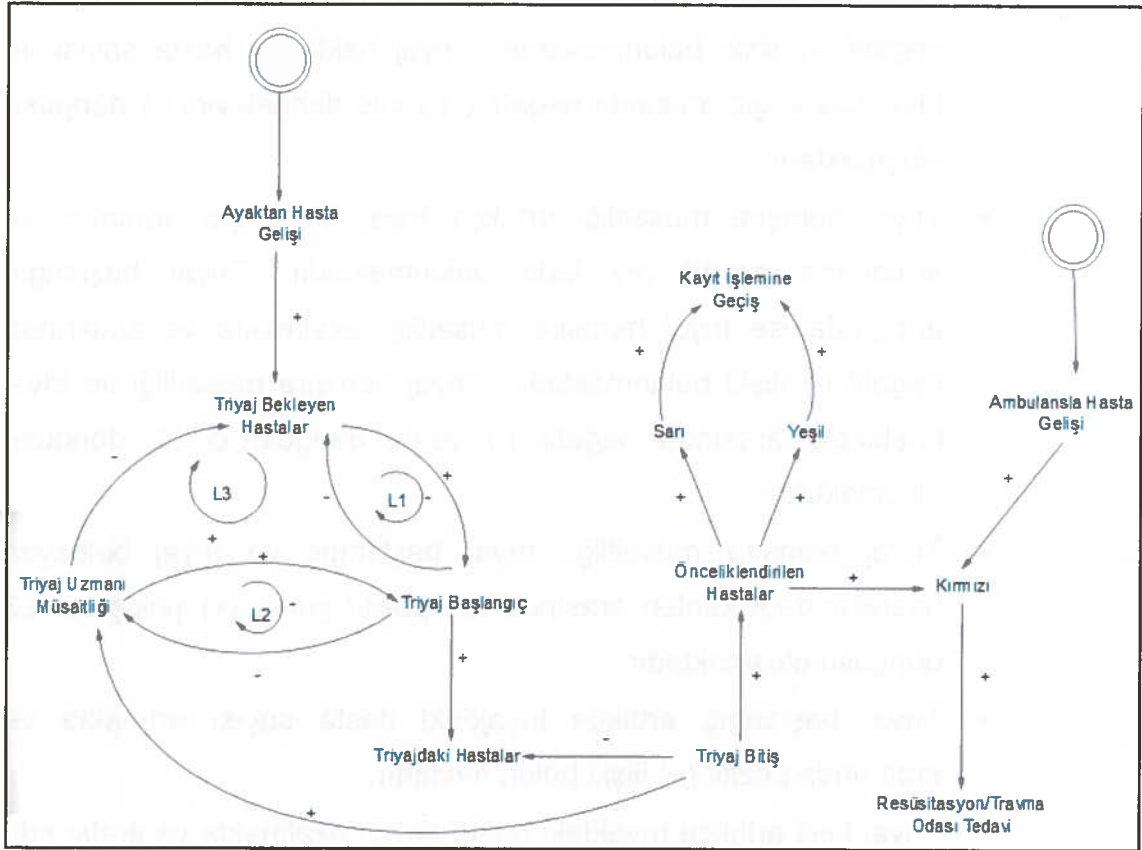 Ayaktan Hasta
Gelişi
+
Triyaj Bekleyen
Hastalar
-
L3
+
-
L1
-
+
Triyaj Uzmanı
Müsaitliği
+
L2
-
-
Triyaj Başlangıç
+
Triyajdaki Hastalar
-
Triyaj Bitiş
+
+
Önceliklendirilen
Hastalar
+
+
+
Sarı
Yeşil
+
+
Kayıt İşlemine
Geçiş
Ambulansla Hasta
Gelişi
+
Kırmızı
+
Resüsitasyon/Travma
Odası Tedavi